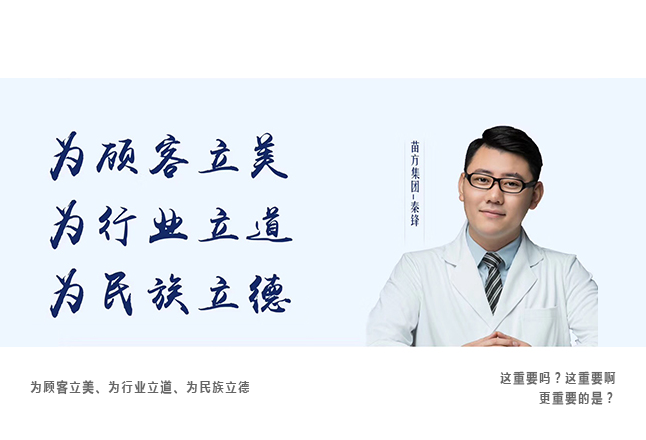 为顾客立美
为行业立道
为民族立德
苗方集团-秦锋
为顾客立美、为行业立道、为民族立德
这重要吗？这重要啊
更重要的是？